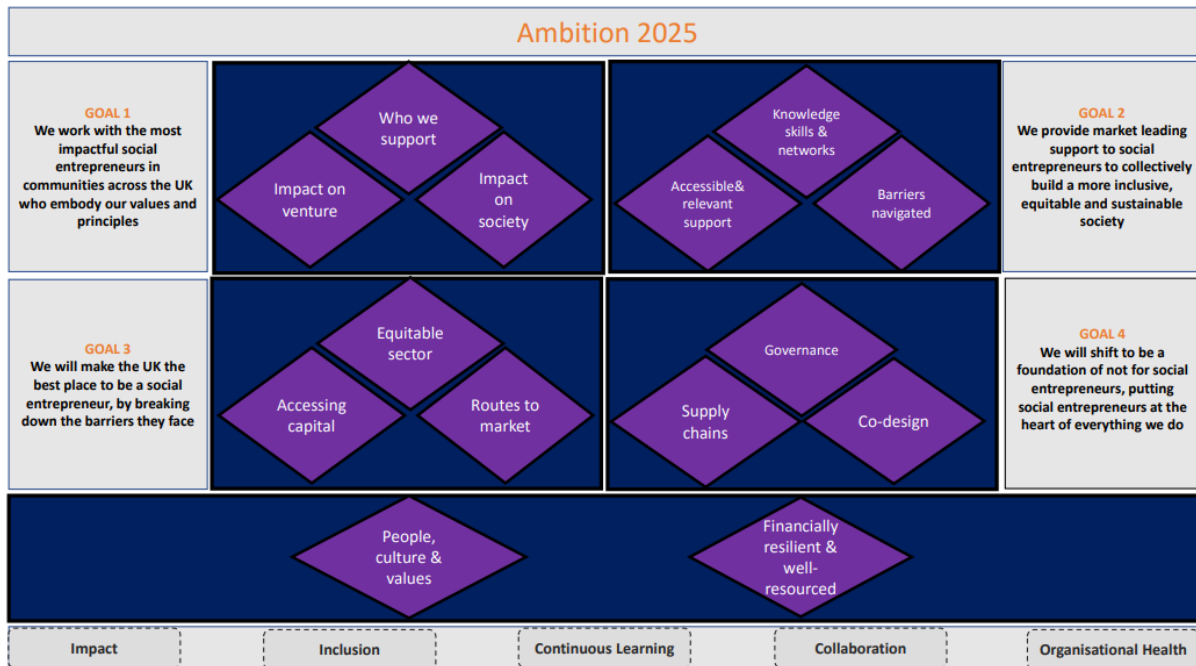 Ambition 2025
GOAL 1
We work with the most
impactful social
entrepreneurs in
communities across the UK
who embody our values and
principles
Who we
support
Impact on
venture
Impact
on
society
Knowledge
skills &
networks
Accessible&
relevant
support
Barriers
navigated
GOAL 2
We provide market leading
support to social
entrepreneurs to collectively
build a more inclusive,
equitable and sustainable
society
GOAL 3
We will make the UK the
best place to be a social
entrepreneur, by breaking
down the barriers they face
Equitable
sector
Accessing
capital
Routes to
market
Governance
Supply
chains
Co-design
GOAL 4
We will shift to be a
foundation of not for social
entrepreneurs, putting
social entrepreneurs at the
heart of everything we do
People,
culture &
values
Financially
resilient &
well-
resourced
Impact
Inclusion
Continuous Learning
Collaboration
Organisational Health